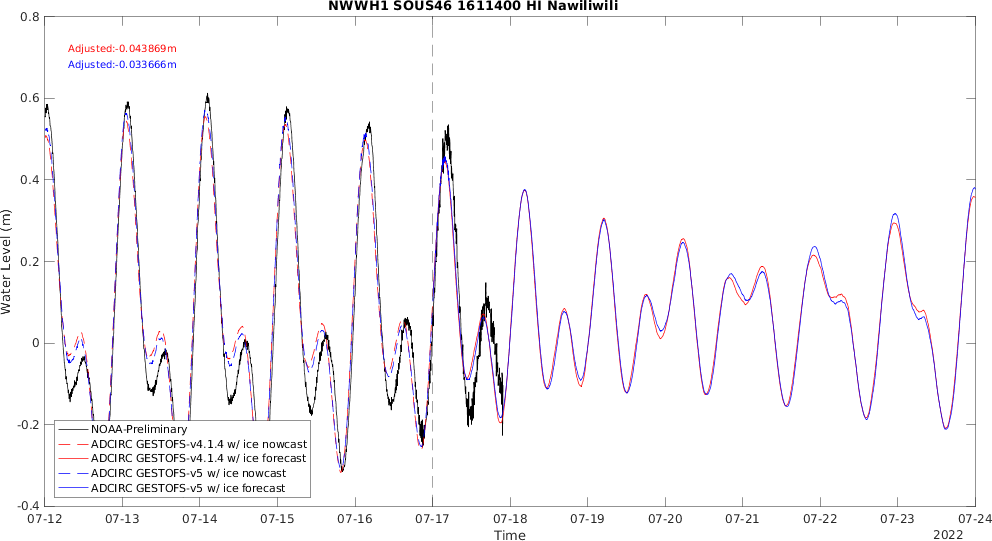 NWWH1 SOUS46 1611400 HI Nawiliwili
0.8
Adjusted:-0.043869m
Adjusted:-0.033666m
0.6
0.4
0.2
0
-0.2
-0.4
Water Level (m)
NOAA-Preliminary
ADCIRC GESTOFS-v4.1.4 w/ ice nowcast
ADCIRC GESTOFS-v4.1.4 w/ ice forecast
ADCIRC GESTOFS-v5 w/ ice nowcast
ADCIRC GESTOFS-v5 w/ ice forecast
07-12 07-13 07-14 07-15 07-16 07-17 07-18 07-19 07-20 07-21 07-22 07-23 07-24
Time
2022